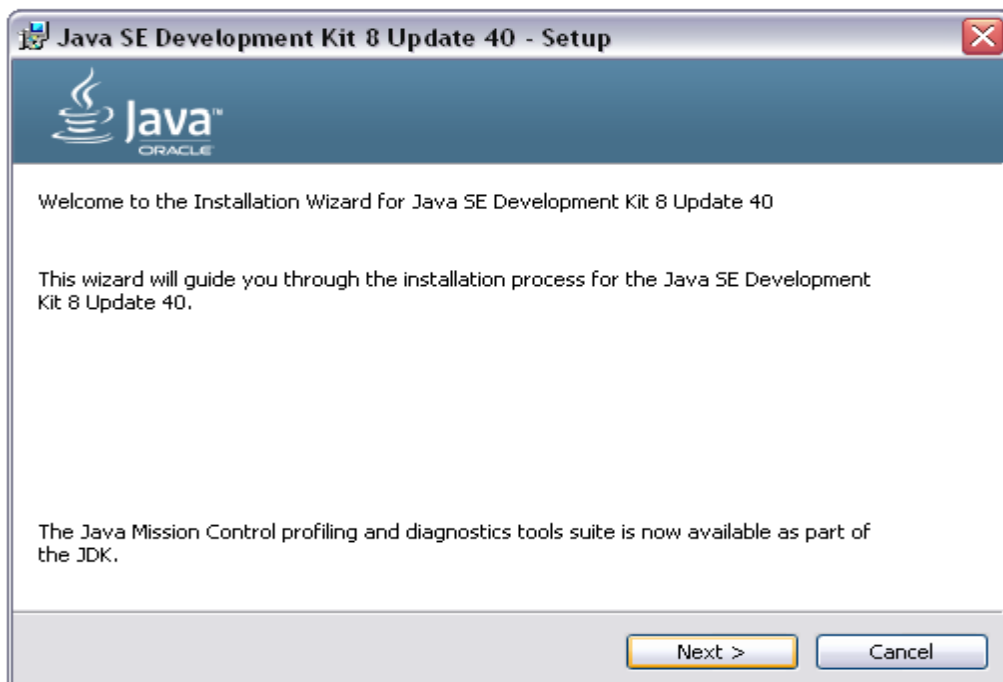 Java SE Development Kit 8 Update 40 - Setup
Java™
ORACLE
Welcome to the Installation Wizard for Java SE Development Kit 8 Update 40
This wizard will guide you through the installation process for the Java SE Development
Kit 8 Update 40.
The Java Mission Control profiling and diagnostics tools suite is now available as part of
the JDK.
Next >
Cancel